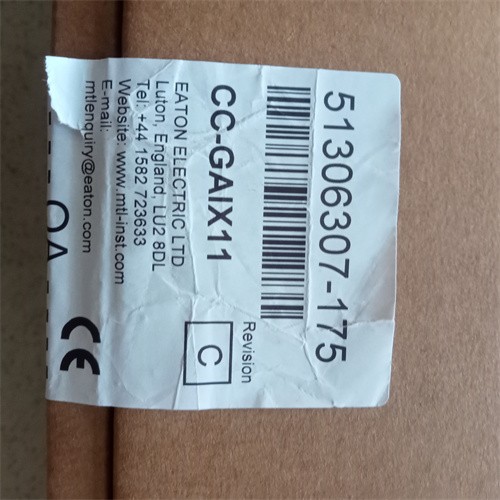 51306307-175
CC-GAIX11
Revision
C
EATON ELECTRIC LTD
Luton, England, LU2 8DL
Tel: +44 1582 723633
Website: www.mtl-inst.com
E-mail:
mtlenquiry@eaton.com
CE